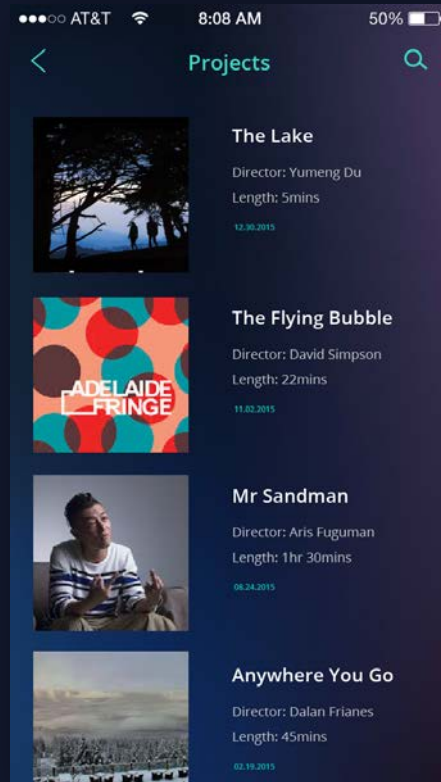 AT&T 8:08 AM 50%
Projects
The Lake
Director: Yumeng Du
Length: 5mins
12.30.2015
The Flying Bubble
Director: David Simpson
Length: 22mins
11.02.2015
ADELAIDE
FRINGE
Mr Sandman
Director: Aris Fuguman
Length: 1hr 30mins
08.24.2015
Anywhere You Go
Director: Dalan Frianes
Length: 45mins
02.19.2015